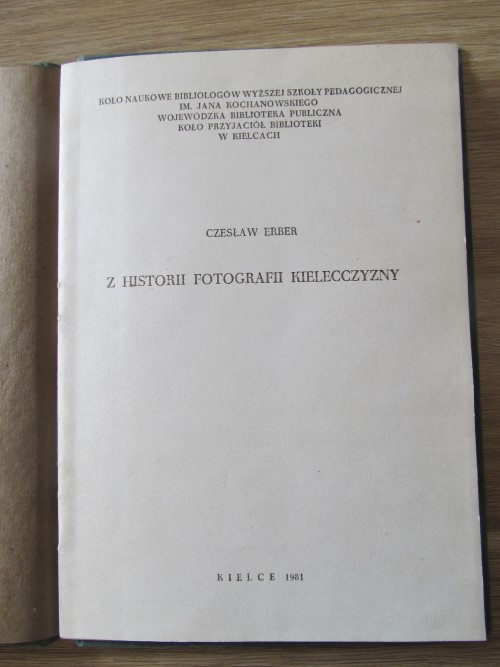 KOŁO NAUKOWE BIBLIOLOGÓW WYŻSZEJ SZKOŁY PEDAGOGICZNEJ
IM. JANA KOCHANOWSKIEGO
WOJEWÓDZKA BIBLIOTEKA PUBLICZNA
KOŁO PRZYJACIÓŁ BIBLIOTEKI
W KIELCACH
CZESŁAW ERBER
Z HISTORII FOTOGRAFII KIELECCZYZNY
KIELCE 1981